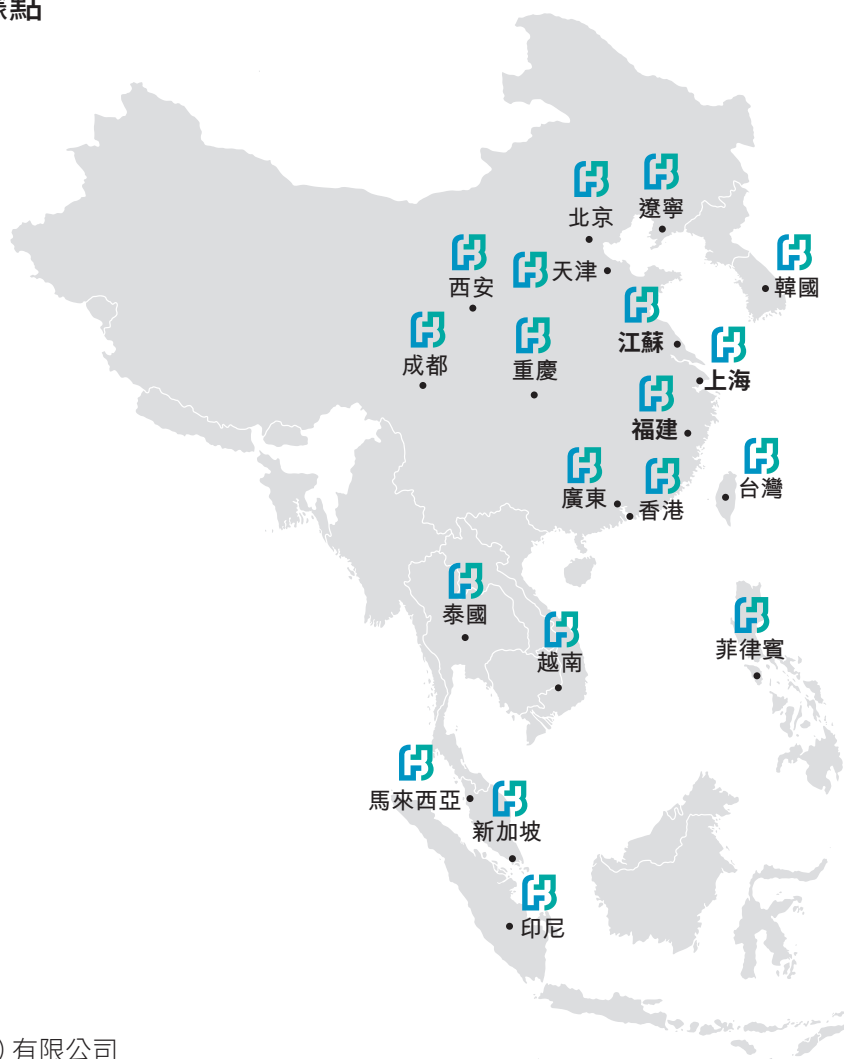 據點
遼寧
北京
天津
西安
韓國
江蘇
成都
重慶
上海
福建
台灣
廣東
香港
泰國
越南
菲律賓
馬來西亞
新加坡
印尼
) 有限公司